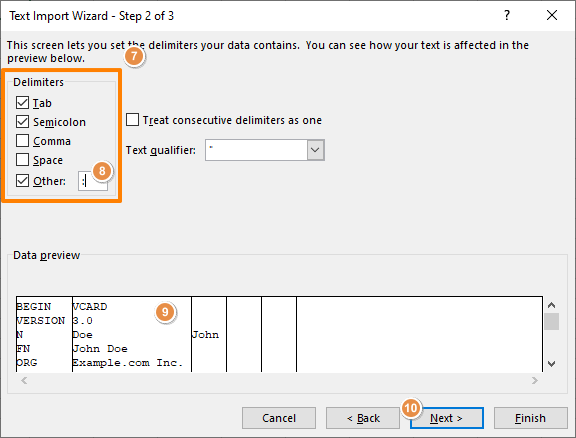 Text Import Wizard - Step 2 of 3
This screen lets you set the delimiters your data contains.  You can see how your text is affected in the
preview below.
7
Delimiters
Tab
Semicolon
Comma
Space
Other: :
8
Treat consecutive delimiters as one
Text qualifier: "
Data preview
BEGIN VCARD
9
VERSION 3.0
N Doe John
FN John Doe
ORG Example.com Inc.
10
Cancel < Back Next > Finish